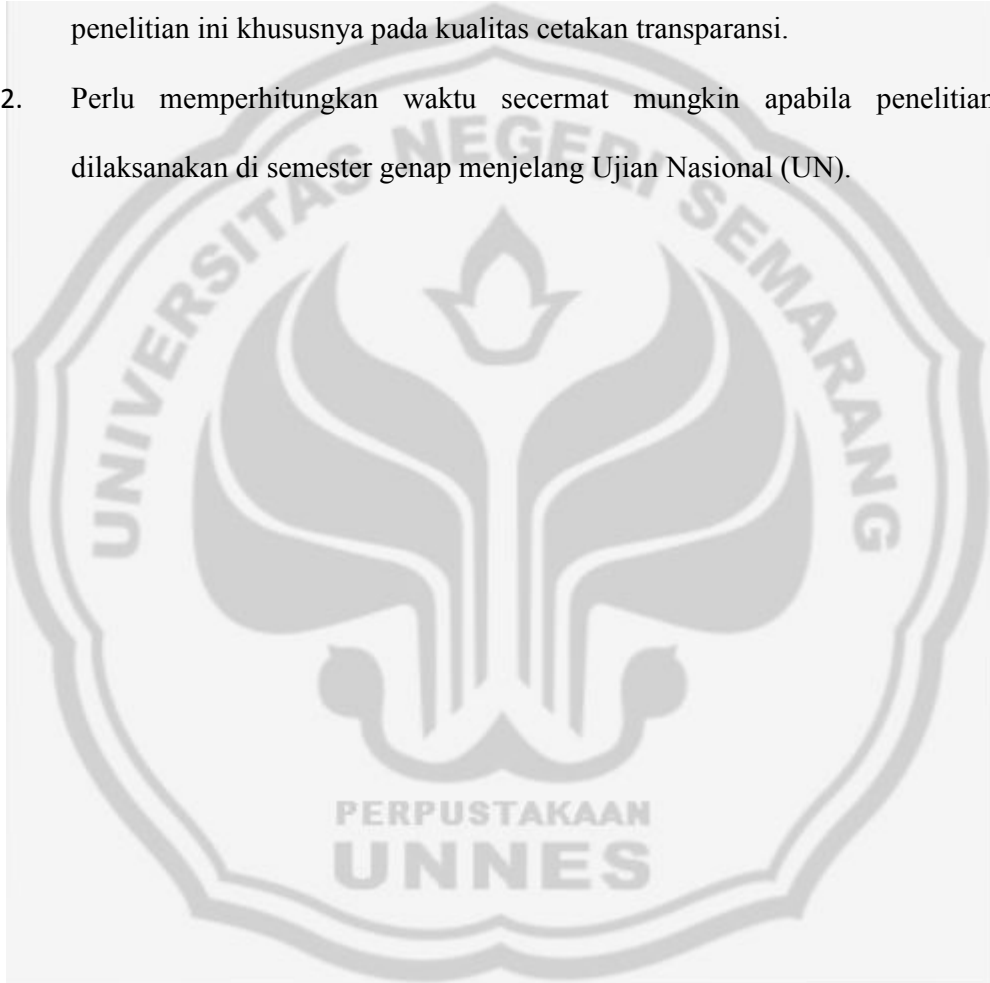 penelitian ini khususnya pada kualitas cetakan transparansi.
2. Perlu memperhitungkan waktu secermat mungkin apabila penelitian
dilaksanakan di semester genap menjelang Ujian Nasional (UN).
UNIVERSITAS NEGERI SEMARANG
PERPUSTAKAAN
UNNES